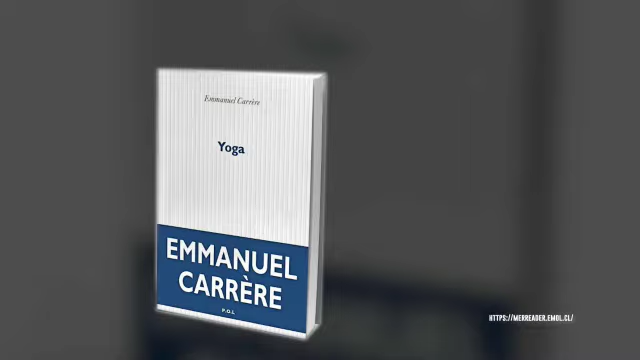 Emmanuel Carrère
Yoga
EMMANUEL
CARRÈRE
P.O.L
HTTPS://MERREADER.EMOL.CL/